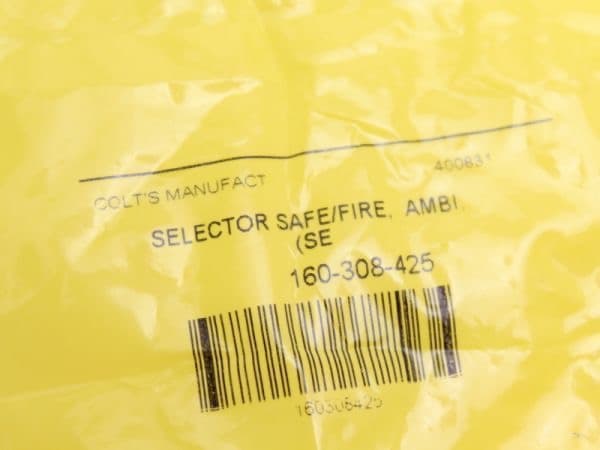 COLT'S MANUFACT 400831
SELECTOR SAFE/FIRE, AMBI.
(SE
160-308-425
160308425